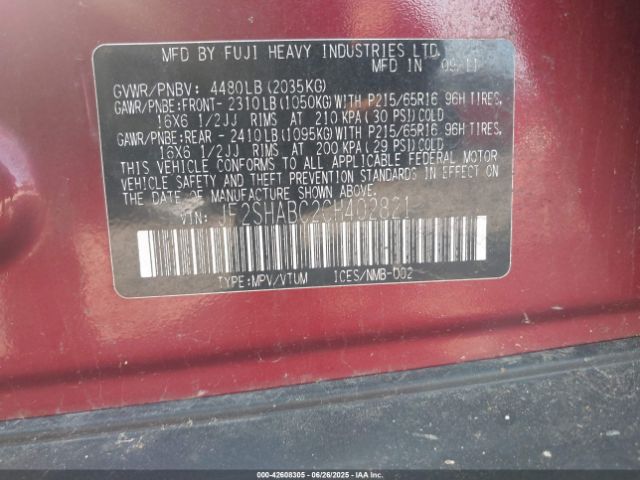 MFD BY FUJI HEAVY INDUSTRIES LTD.
MFD IN 09/11
GVWR/PNBV: 4480LB(2035KG)
GAWR/PNBE:FRONT- 2310LB(1050KG)WITH P215/65R16 96H TIRES,
16X6 1/2JJ RIMS AT 210 KPA(30 PSI)COLD
GAWR/PNBE:REAR - 2410LB(1095KG)WITH P215/65R16 96H TIRES,
16X6 1/2JJ RIMS AT 200 KPA(29 PSI)COLD
THIS VEHICLE CONFORMS TO ALL APPLICABLE FEDERAL MOTOR
VEHICLE SAFETY AND THEFT PREVENTION STANDARDS IN EFFECT ON
THE DATE OF MANUFACTURE SHOWN ABOVE.
VIN: JF2SHABC2CH402821
TYPE:MPV/VTUM ICES/NMB-002
000-42608305 - 06/26/2025 - IAAI.com